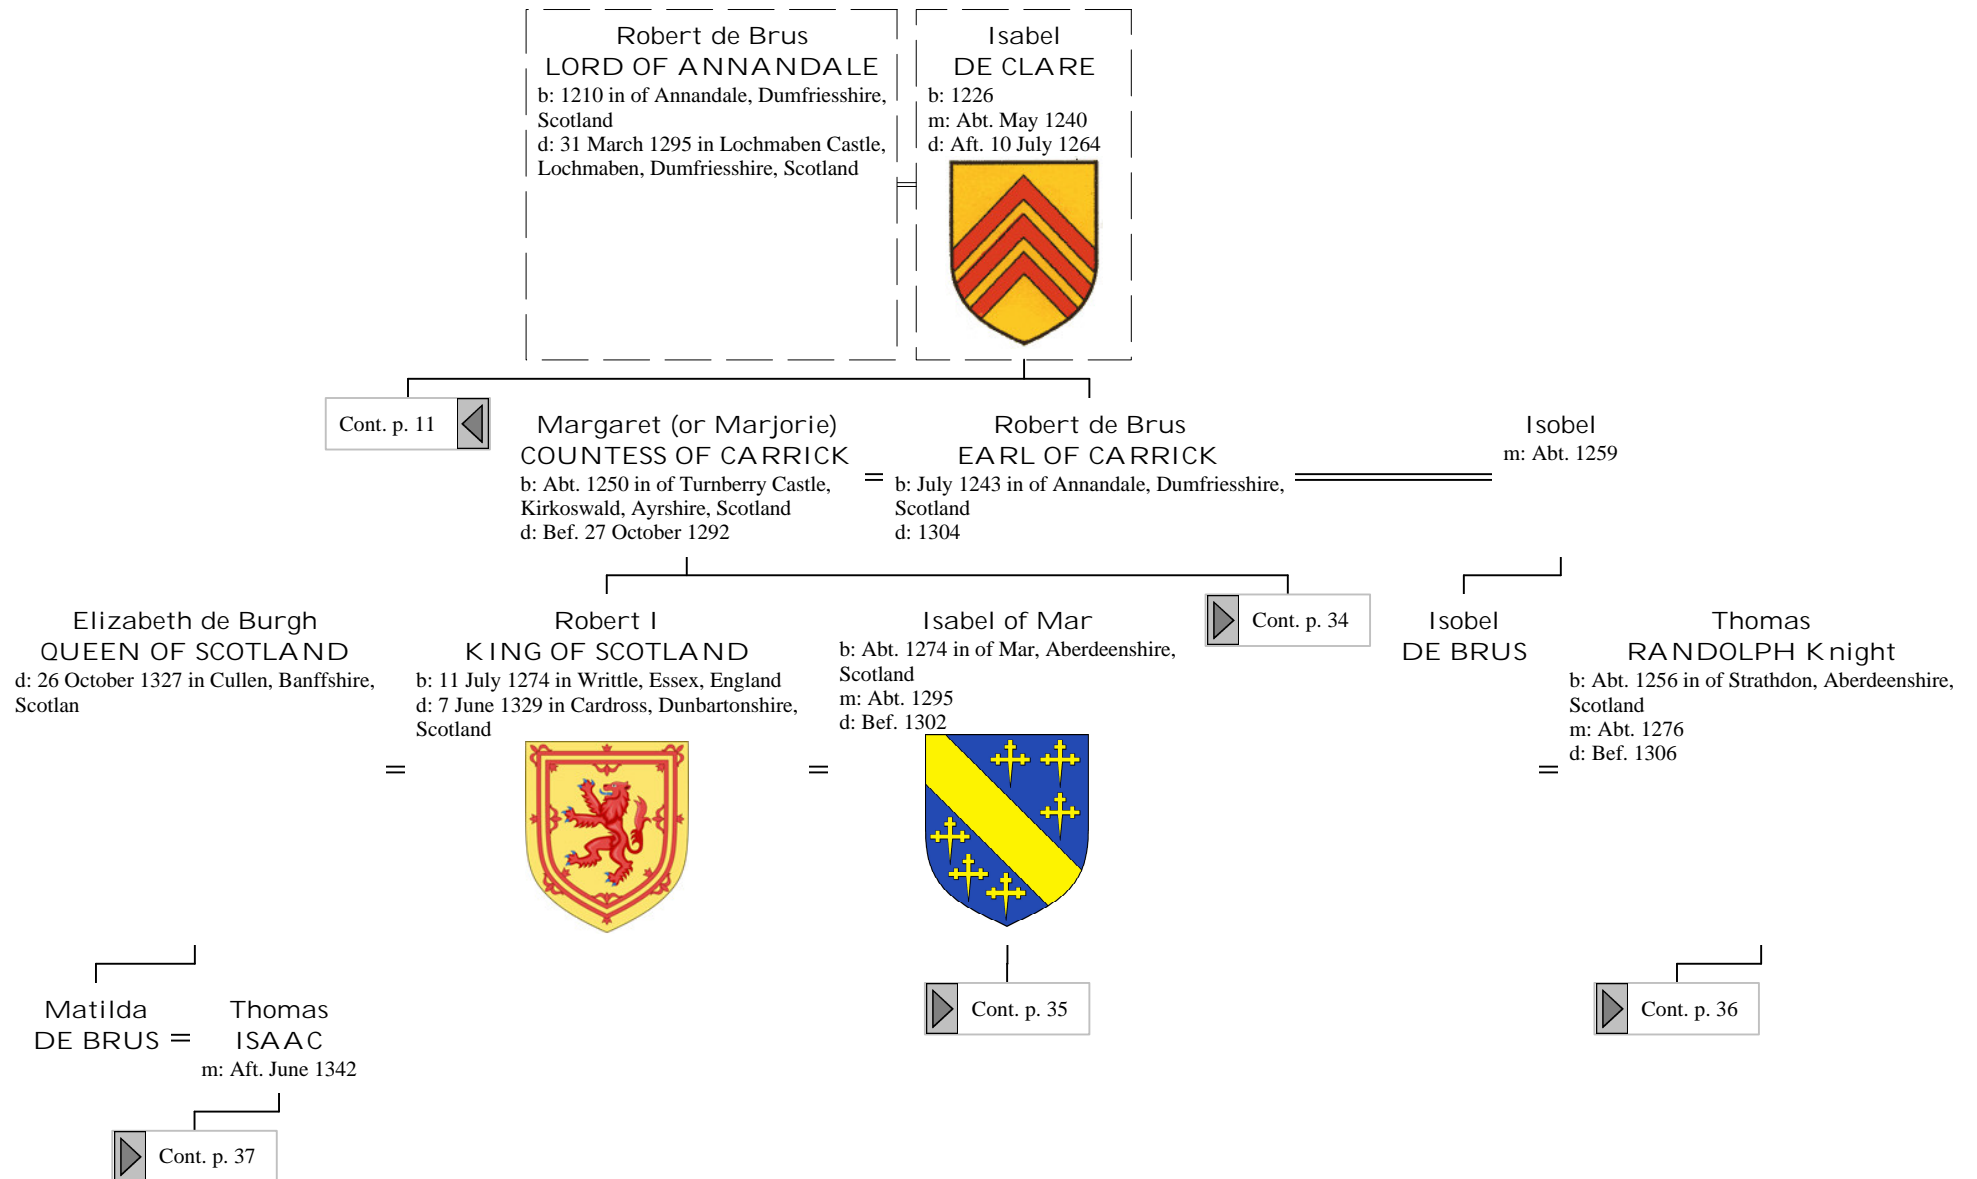 Robert de Brus
LORD OF ANNANDALE
b: 1210 in of Annandale, Dumfriesshire,
Scotland
d: 31 March 1295 in Lochmaben Castle,
Lochmaben, Dumfriesshire, Scotland
Isabel
DE CLARE
b: 1226
m: Abt. May 1240
d: Aft. 10 July 1264
Cont. p. 11
Margaret (or Marjorie)
COUNTESS OF CARRICK
b: Abt. 1250 in of Turnberry Castle,
Kirkoswald, Ayrshire, Scotland
d: Bef. 27 October 1292
=
Robert de Brus
EARL OF CARRICK
b: July 1243 in of Annandale, Dumfriesshire,
Scotland
d: 1304
Isobel
m: Abt. 1259
Elizabeth de Burgh
QUEEN OF SCOTLAND
d: 26 October 1327 in Cullen, Banffshire,
Scotlan
=
Robert I
KING OF SCOTLAND
b: 11 July 1274 in Writtle, Essex, England
d: 7 June 1329 in Cardross, Dunbartonshire,
Scotland
=
Isabel of Mar
b: Abt. 1274 in of Mar, Aberdeenshire,
Scotland
m: Abt. 1295
d: Bef. 1302
Cont. p. 34
Isobel
DE BRUS
=
Thomas
RANDOLPH Knight
b: Abt. 1256 in of Strathdon, Aberdeenshire,
Scotland
m: Abt. 1276
d: Bef. 1306
Matilda
DE BRUS
=
Thomas
ISAAC
m: Aft. June 1342
Cont. p. 35
Cont. p. 36
Cont. p. 37